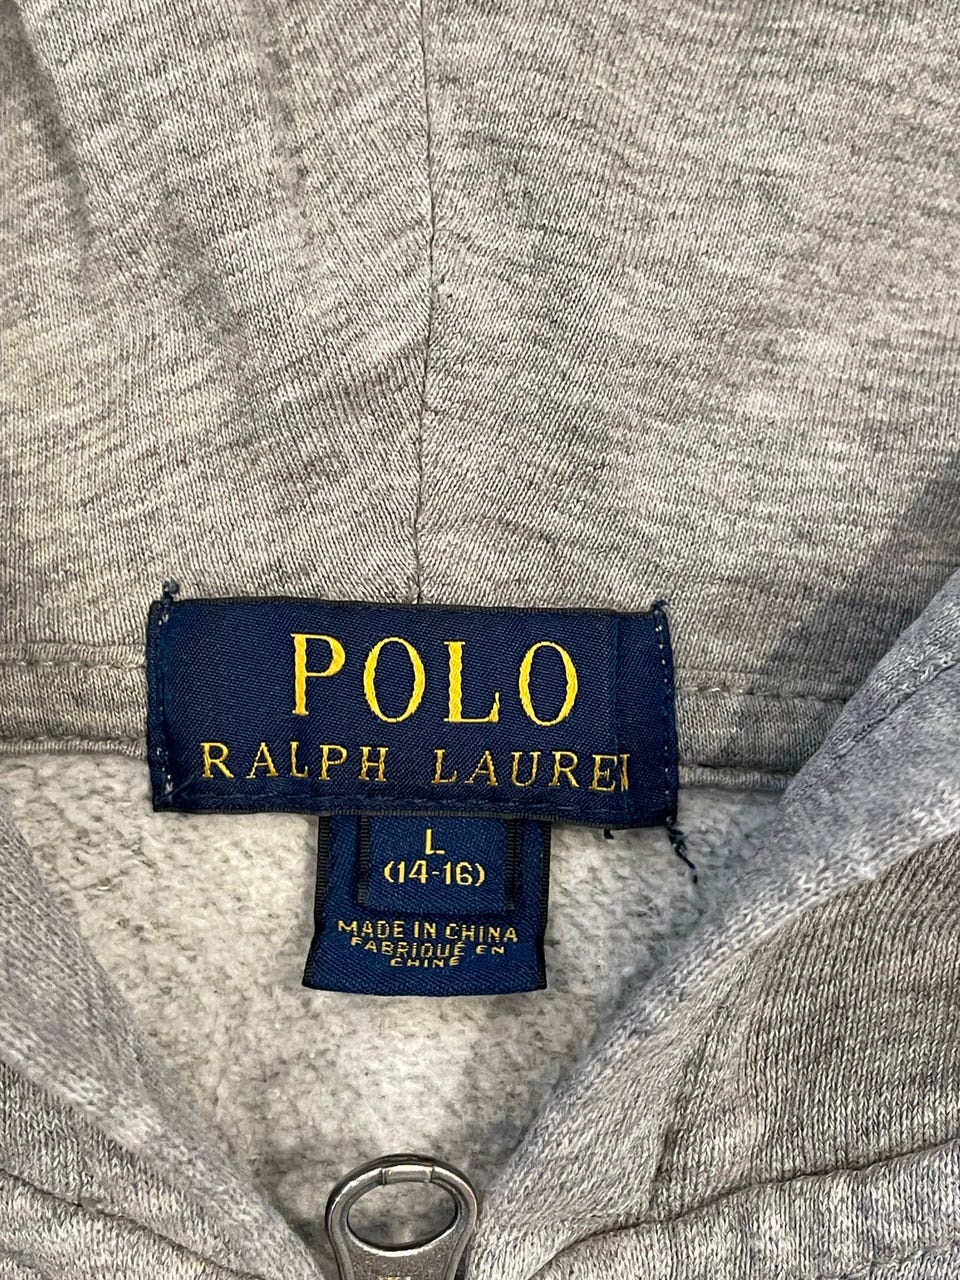 POLO
RALPH LAUREN
L
(14-16)
MADE IN CHINA
FABRIQUÉ EN
CHINE